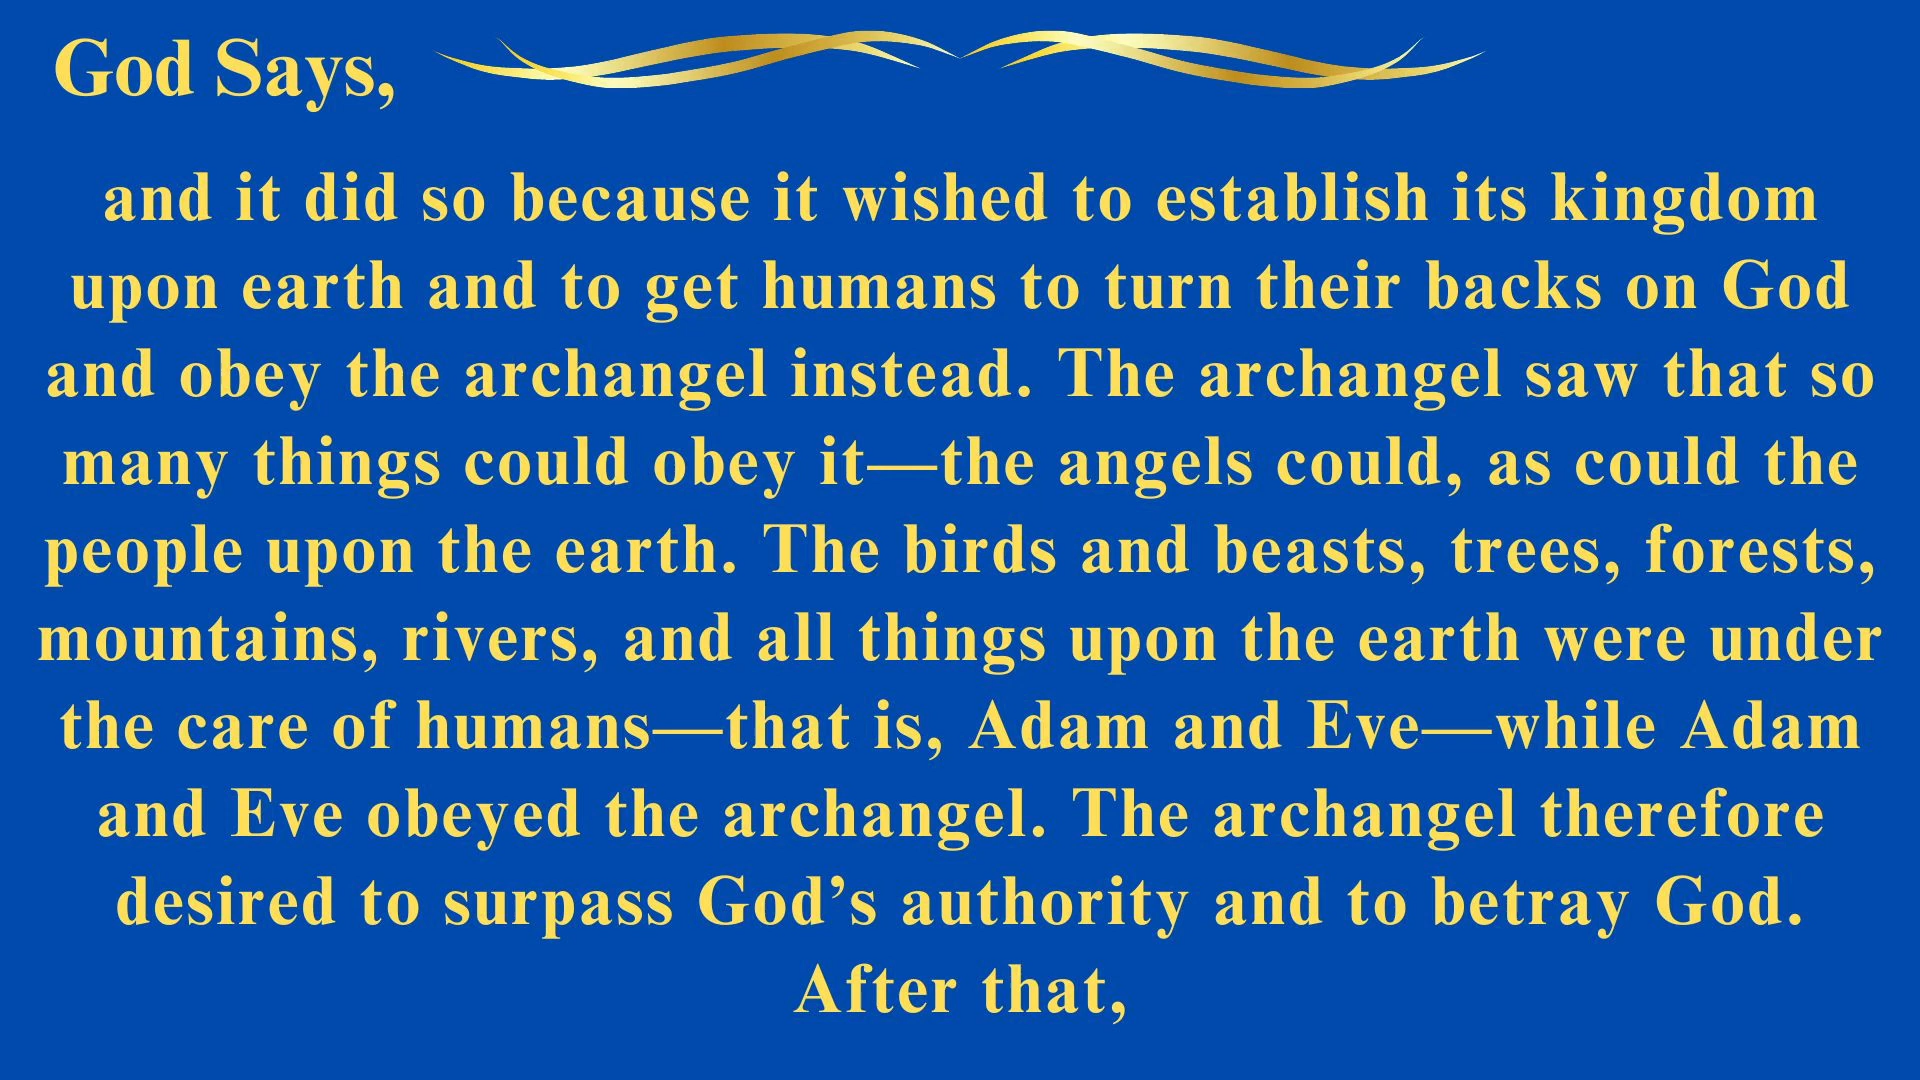 God Says,
and it did so because it wished to establish its kingdom
upon earth and to get humans to turn their backs on God
and obey the archangel instead. The archangel saw that so
many things could obey it—the angels could, as could the
people upon the earth. The birds and beasts, trees, forests,
mountains, rivers, and all things upon the earth were under
the care of humans—that is, Adam and Eve—while Adam
and Eve obeyed the archangel. The archangel therefore
desired to surpass God’s authority and to betray God.
After that,